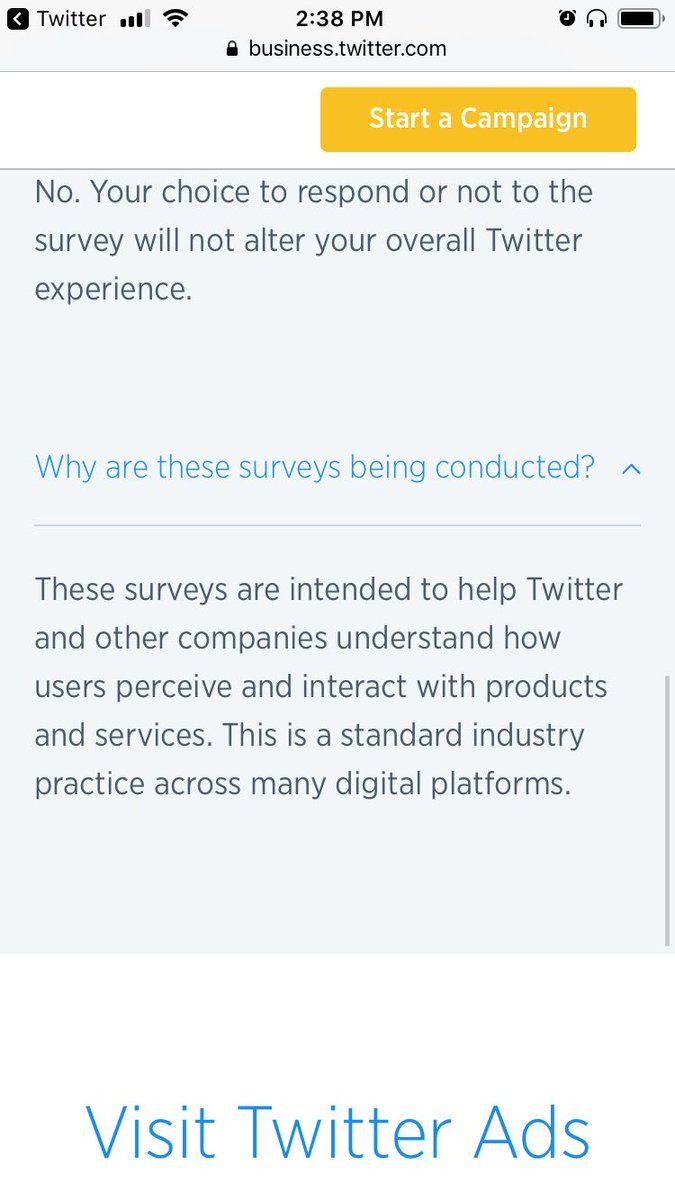 Twitter 2:38 PM
business.twitter.com
Start a Campaign
No. Your choice to respond or not to the
survey will not alter your overall Twitter
experience.
Why are these surveys being conducted?
These surveys are intended to help Twitter
and other companies understand how
users perceive and interact with products
and services. This is a standard industry
practice across many digital platforms.
Visit Twitter Ads